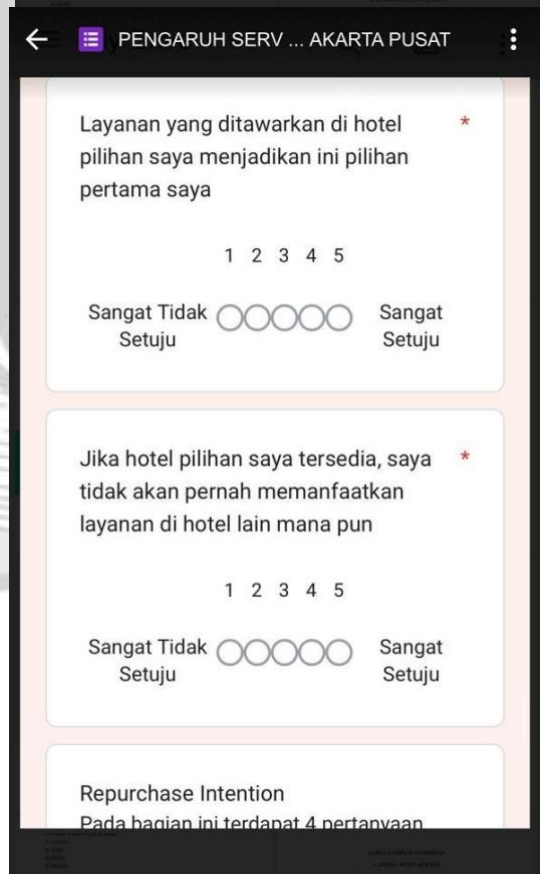 PENGARUH SERV ... AKARTA PUSAT
Layanan yang ditawarkan di hotel *
pilihan saya menjadikan ini pilihan
pertama saya
1 2 3 4 5
Sangat Tidak Setuju
Sangat Setuju
Jika hotel pilihan saya tersedia, saya *
tidak akan pernah memanfaatkan
layanan di hotel lain mana pun
1 2 3 4 5
Sangat Tidak Setuju
Sangat Setuju
Repurchase Intention
Pada bagian ini terdapat 4 pertanyaan